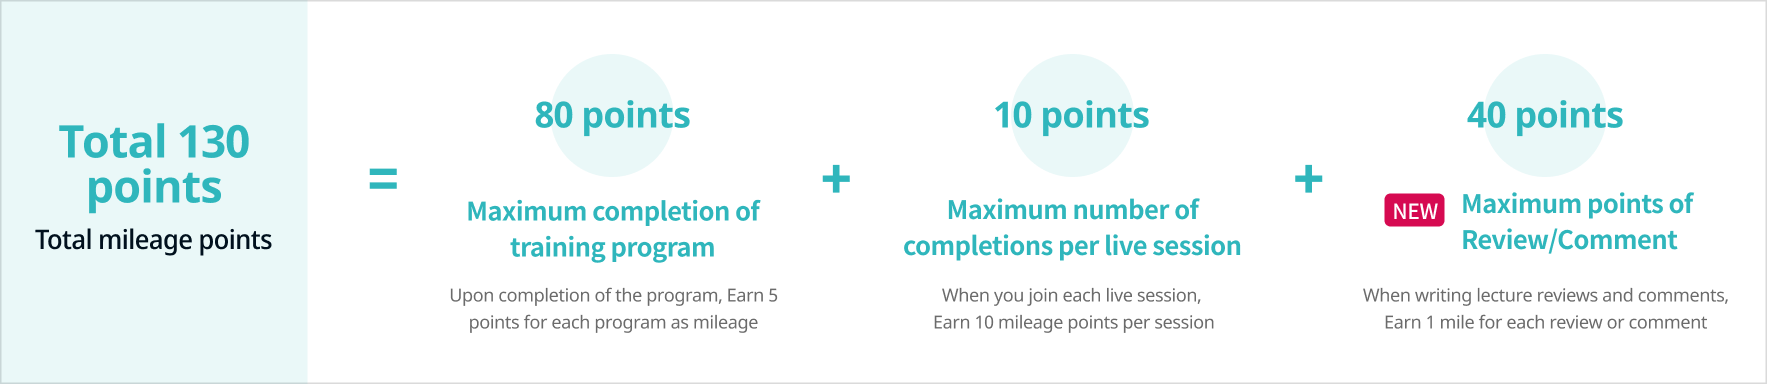 Total 130
points
Total mileage points
=
80 points
Maximum completion of
training program
Upon completion of the program, Earn 5
points for each program as mileage
+
10 points
Maximum number of
completions per live session
When you join each live session,
Earn 10 mileage points per session
+
40 points
NEW
Maximum points of
Review/Comment
When writing lecture reviews and comments,
Earn 1 mile for each review or comment